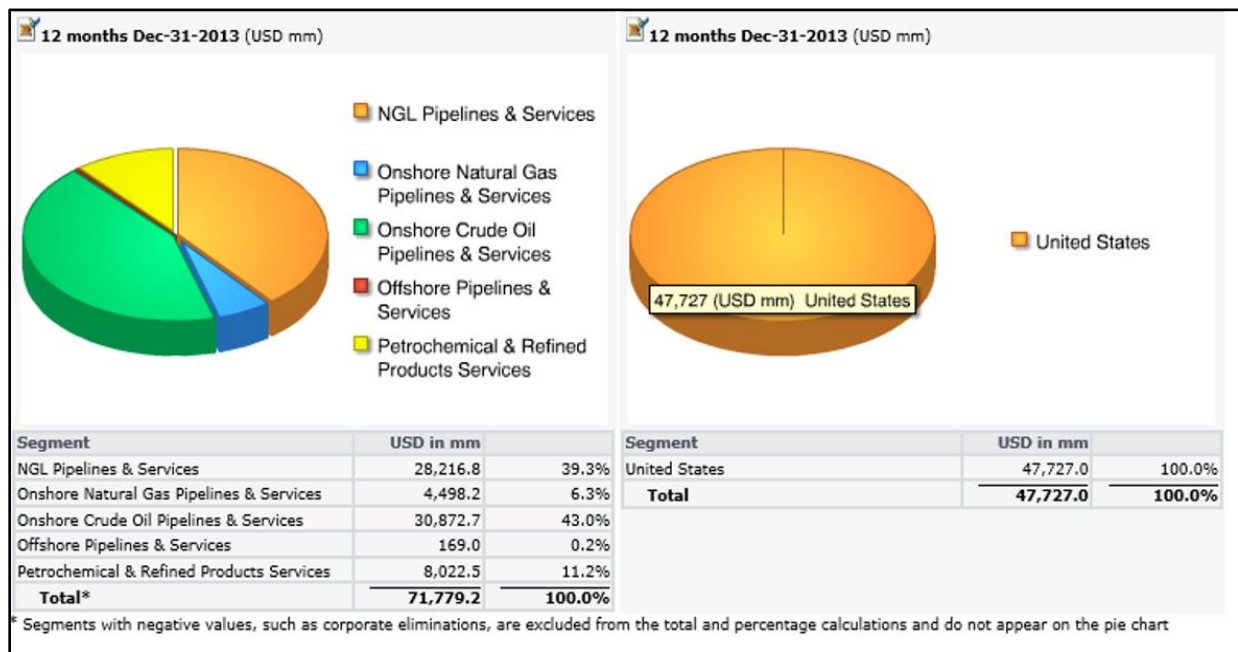 12 months Dec-31-2013 (USD mm)
NGL Pipelines & Services
Onshore Natural Gas
Pipelines & Services
Onshore Crude Oil
Pipelines & Services
Offshore Pipelines &
Services
Petrochemical & Refined
Products Services
Segment USD in mm
NGL Pipelines & Services 28,216.8 39.3%
Onshore Natural Gas Pipelines & Services 4,498.2 6.3%
Onshore Crude Oil Pipelines & Services 30,872.7 43.0%
Offshore Pipelines & Services 169.0 0.2%
Petrochemical & Refined Products Services 8,022.5 11.2%
Total* 71,779.2 100.0%
12 months Dec-31-2013 (USD mm)
United States
47,727 (USD mm) United States
Segment USD in mm
United States 47,727.0 100.0%
Total 47,727.0 100.0%
* Segments with negative values, such as corporate eliminations, are excluded from the total and percentage calculations and do not appear on the pie chart